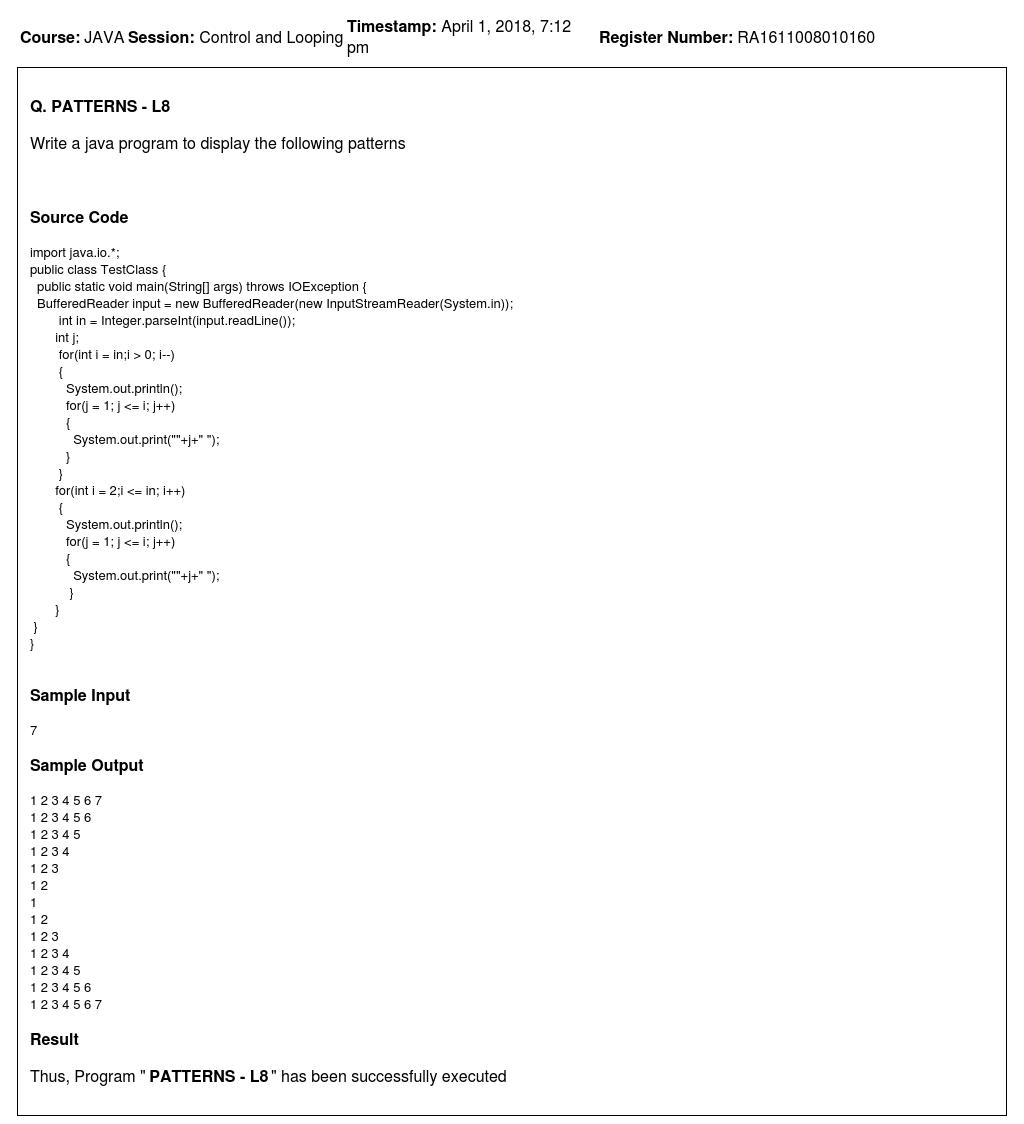 Course: JAVA Session: Control and Looping Timestamp: April 1, 2018, 7:12 pm Register Number: RA1611008010160
Q. PATTERNS - L8
Write a java program to display the following patterns
Source Code
import java.io.*;
public class TestClass {
public static void main(String[] args) throws IOException {
BufferedReader input = new BufferedReader(new InputStreamReader(System.in));
int in = Integer.parseInt(input.readLine());
int j;
for(int i = in;i > 0; i--)
{
System.out.println();
for(j = 1; j <= i; j++)
{
System.out.print(""+j+" ");
}
}
for(int i = 2;i <= in; i++)
{
System.out.println();
for(j = 1; j <= i; j++)
{
System.out.print(""+j+" ");
}
}
}
}
Sample Input
7
Sample Output
1 2 3 4 5 6 7
1 2 3 4 5 6
1 2 3 4 5
1 2 3 4
1 2 3
1 2
1
1 2
1 2 3
1 2 3 4
1 2 3 4 5
1 2 3 4 5 6
1 2 3 4 5 6 7
Result
Thus, Program " PATTERNS - L8 " has been successfully executed